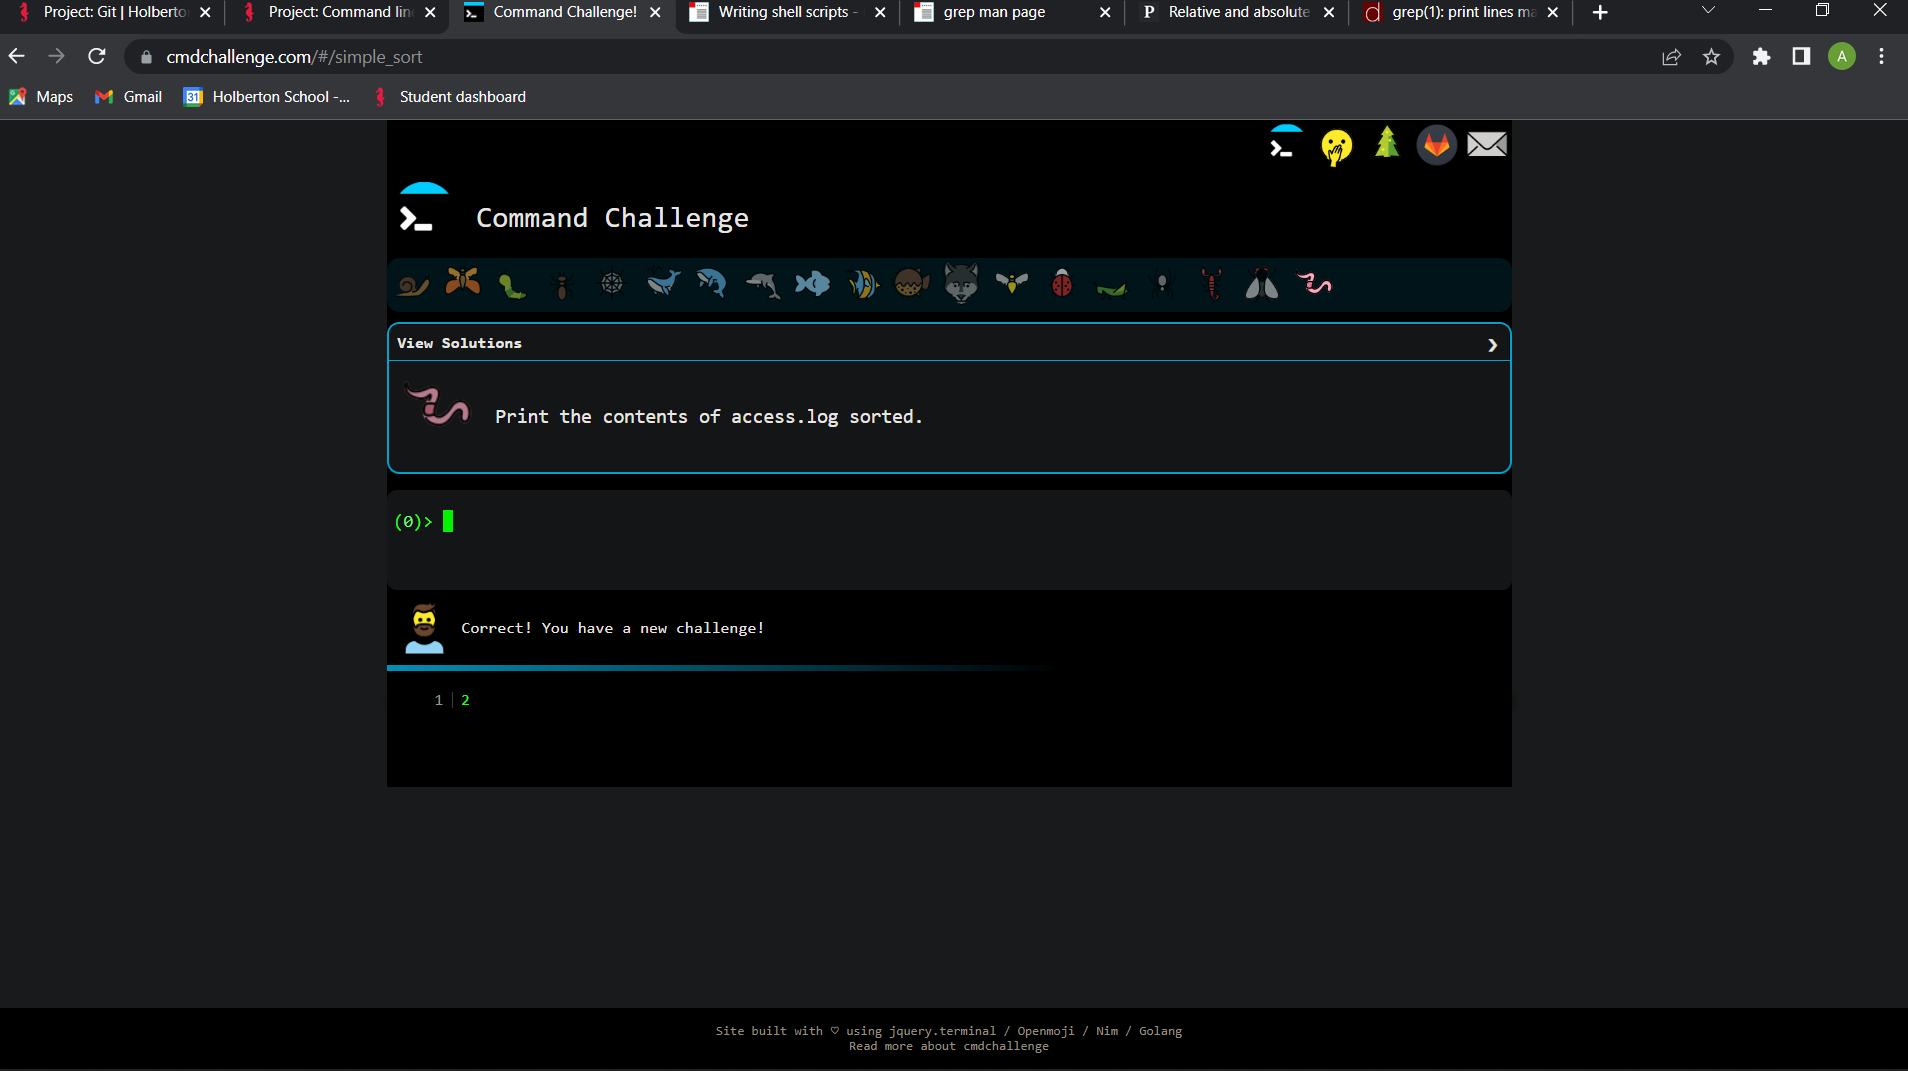 Project: Git | Holberto
Project: Command line
Command Challenge!
Writing shell scripts -
grep man page
P Relative and absolute
grep(1): print lines ma
cmdchallenge.com/#/simple_sort
A
Maps
Gmail
31 Holberton School -...
Student dashboard
Command Challenge
View Solutions
Print the contents of access.log sorted.
(0)>
Correct! You have a new challenge!
1 2
Site built with ♡ using jquery.terminal / Openmoji / Nim / Golang
Read more about cmdchallenge